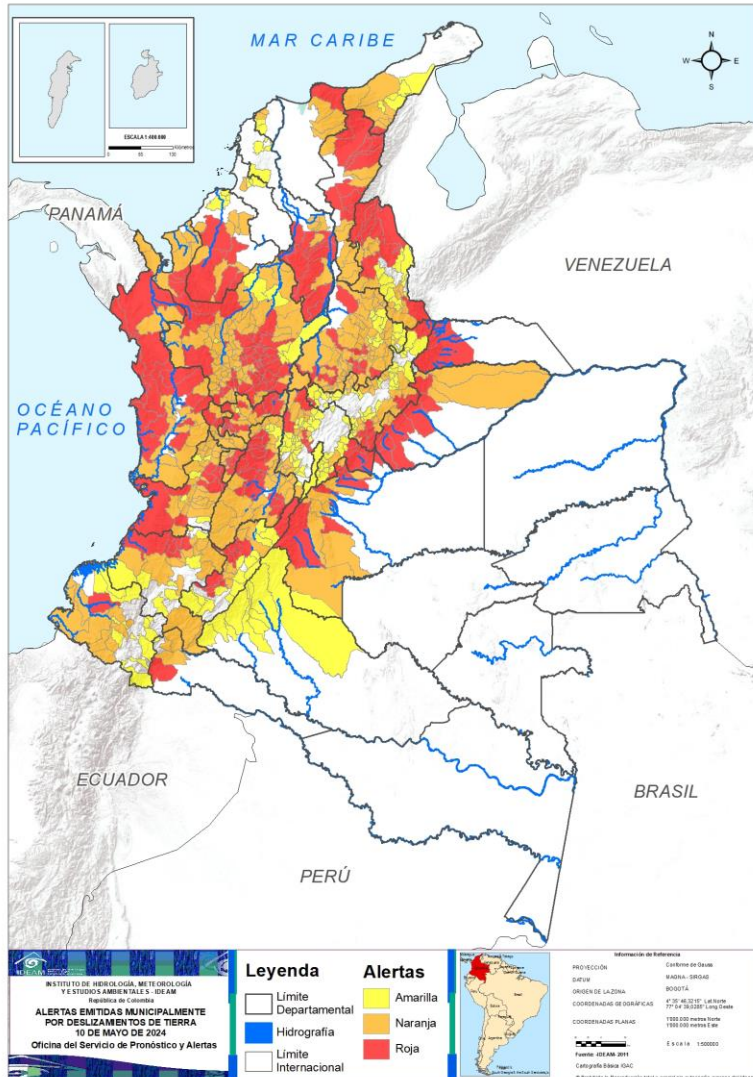 MAR CARIBE
N
W E
S
ESCALA 1:400.000
PANAMÁ
VENEZUELA
OCÉANO
PACÍFICO
ECUADOR
BRASIL
PERÚ
IDEAM
INSTITUTO DE HIDROLOGÍA, METEOROLOGÍA
Y ESTUDIOS AMBIENTALES - IDEAM
República de Colombia
ALERTAS EMITIDAS MUNICIPALMENTE
POR DESLIZAMIENTOS DE TIERRA
10 DE MAYO DE 2024
Oficina del Servicio de Pronóstico y Alertas
Leyenda
Límite
Departamental
Hidrografía
Límite
Internacional
Alertas
Amarilla
Naranja
Roja
Información de Referencia
PROYECCIÓN Conforme de Gauss
DATUM MAGNA - SIRGAS
ORIGEN DE LA ZONA BOGOTÁ
COORDENADAS GEOGRÁFICAS
COORDENADAS PLANAS 1'000.000 metros Norte
1'000.000 metros Este
Escala 1:500000
Fuente: IDEAM- 2011
Cartografía Básica IGAC